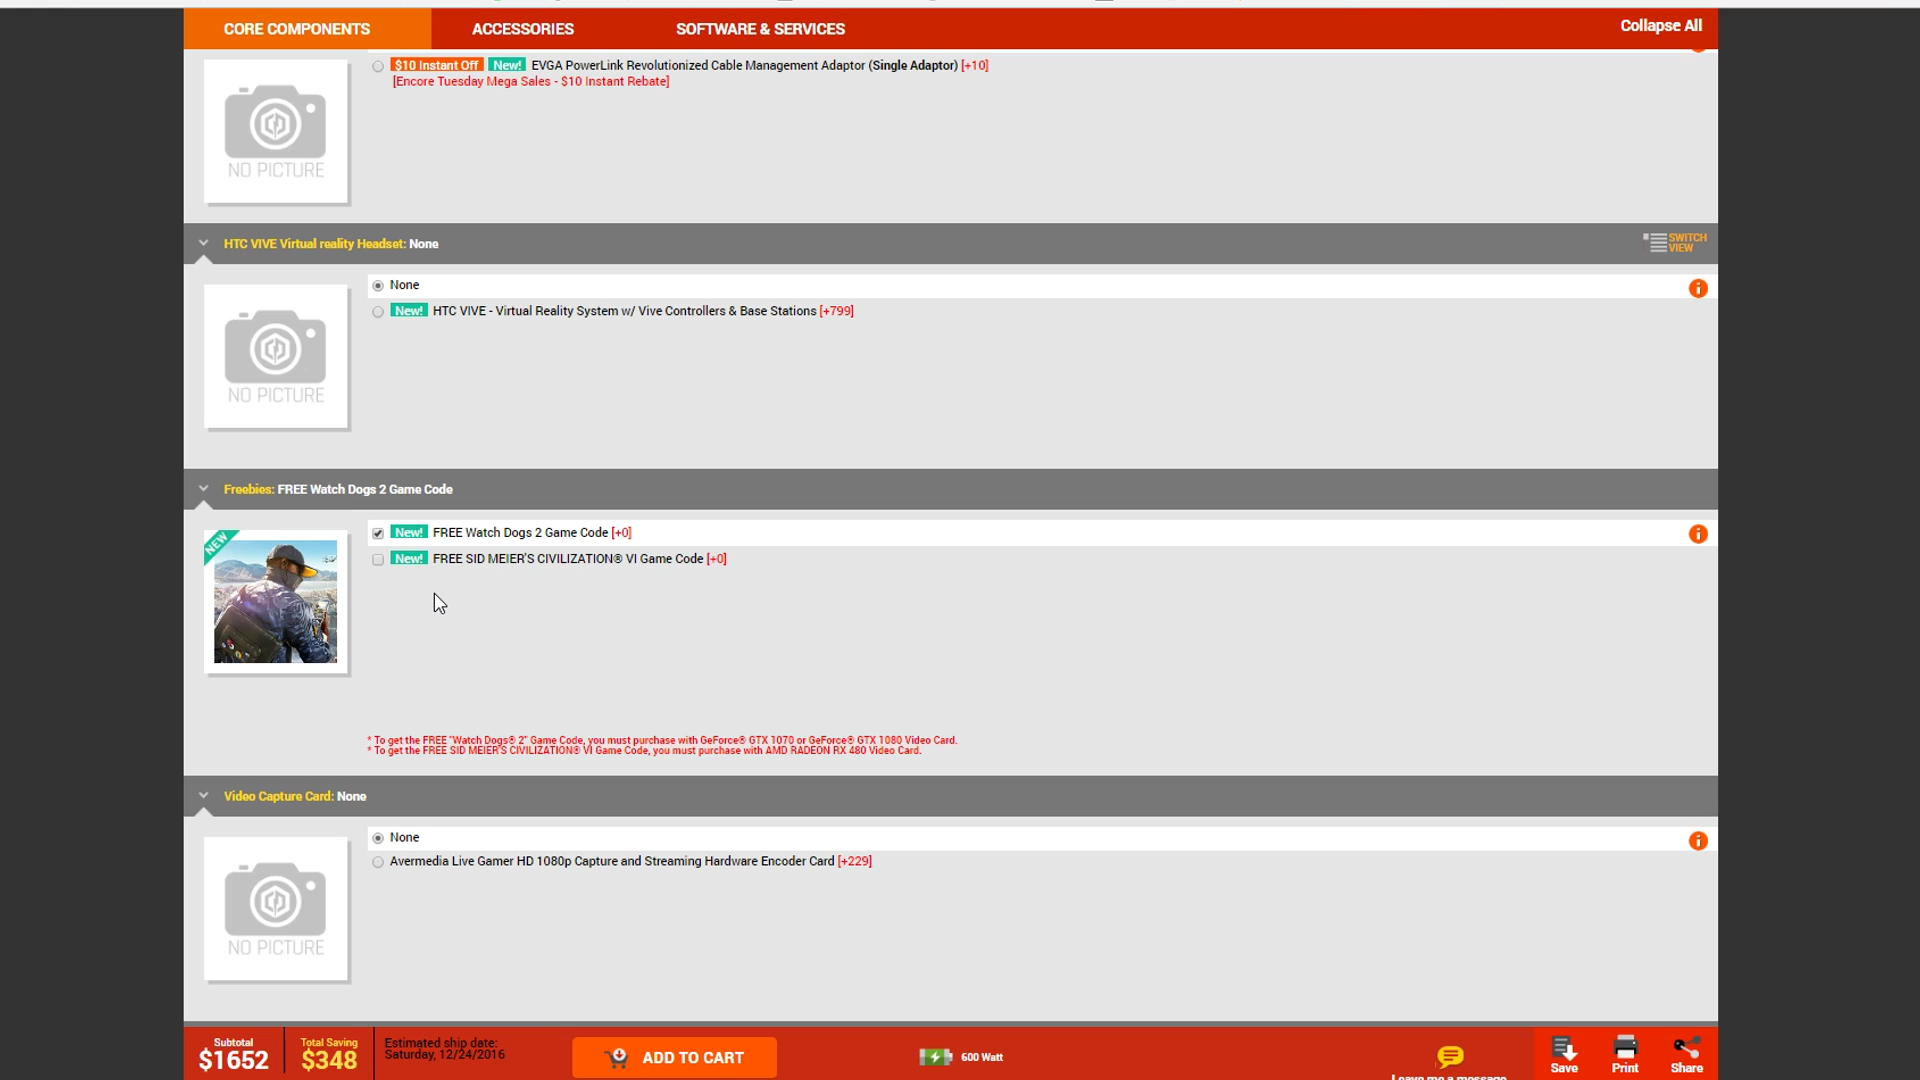 CORE COMPONENTS
ACCESSORIES
SOFTWARE & SERVICES
Collapse All
$10 Instant Off New! EVGA PowerLink Revolutionized Cable Management Adaptor (Single Adaptor) [+10]
[Encore Tuesday Mega Sales - $10 Instant Rebate]
NO PICTURE
HTC VIVE Virtual reality Headset: None
SWITCH
VIEW
None
New! HTC VIVE - Virtual Reality System w/ Vive Controllers & Base Stations [+799]
NO PICTURE
Freebies: FREE Watch Dogs 2 Game Code
NEW
New! FREE Watch Dogs 2 Game Code [+0]
New! FREE SID MEIER'S CIVILIZATION® VI Game Code [+0]
* To get the FREE "Watch Dogs® 2" Game Code, you must purchase with GeForce® GTX 1070 or GeForce® GTX 1080 Video Card.
* To get the FREE SID MEIER'S CIVILIZATION® VI Game Code, you must purchase with AMD RADEON RX 480 Video Card.
Video Capture Card: None
None
Avermedia Live Gamer HD 1080p Capture and Streaming Hardware Encoder Card [+229]
NO PICTURE
Subtotal
$1652
Total Saving
$348
Estimated ship date:
Saturday, 12/24/2016
ADD TO CART
600 Watt
Leave me a message
Save
Print
Share